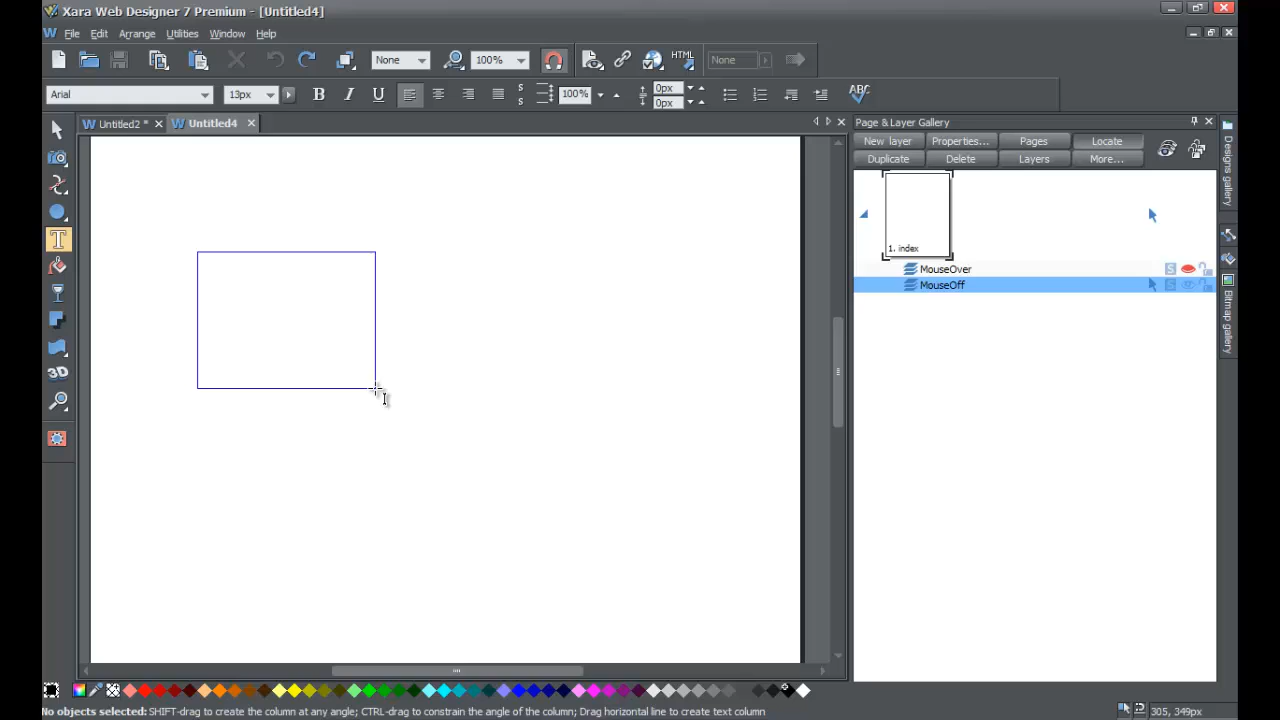 Xara Web Designer 7 Premium - [Untitled4]
File Edit Arrange Utilities Window Help
None 100% HTML None
Arial 13px B I U 100% 0px 0px ABC
Untitled2 * Untitled4
Page & Layer Gallery
New layer Properties... Pages Locate
Duplicate Delete Layers More...
1. index
MouseOver S
MouseOff S
T
3D
Designs gallery
Bitmap gallery
No objects selected: SHIFT-drag to create the column at any angle; CTRL-drag to constrain the angle of the column; Drag horizontal line to create text column
305, 349px